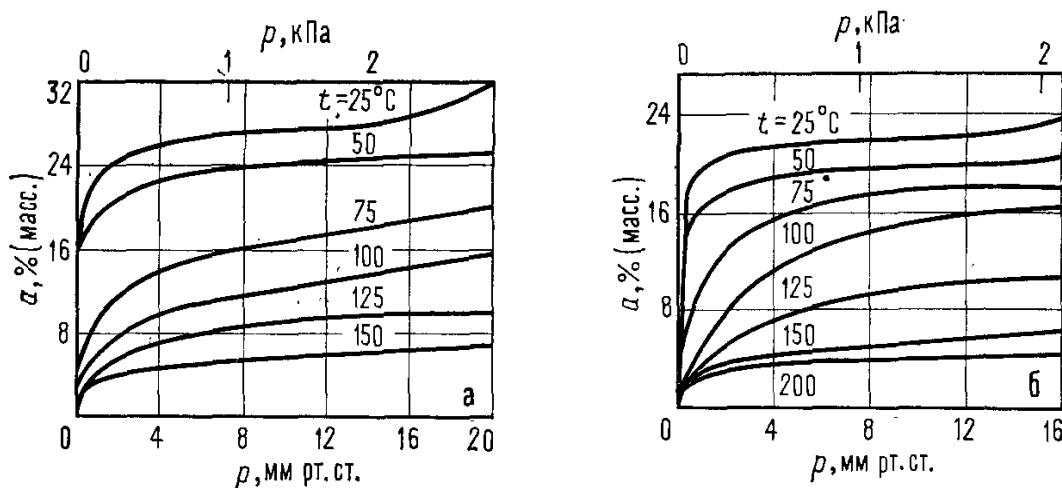 p, кПа
0 1 2
32
24
16
8
a, % (масс.)
t=25°C
50
75
100
125
150
а
0 4 8 12 16 20
p, мм рт. ст.
p, кПа
0 1 2
24
16
8
0
a, % (масс.)
t=25°C
50
75
100
125
150
200
б
0 4 8 12 16
p, мм рт. ст.